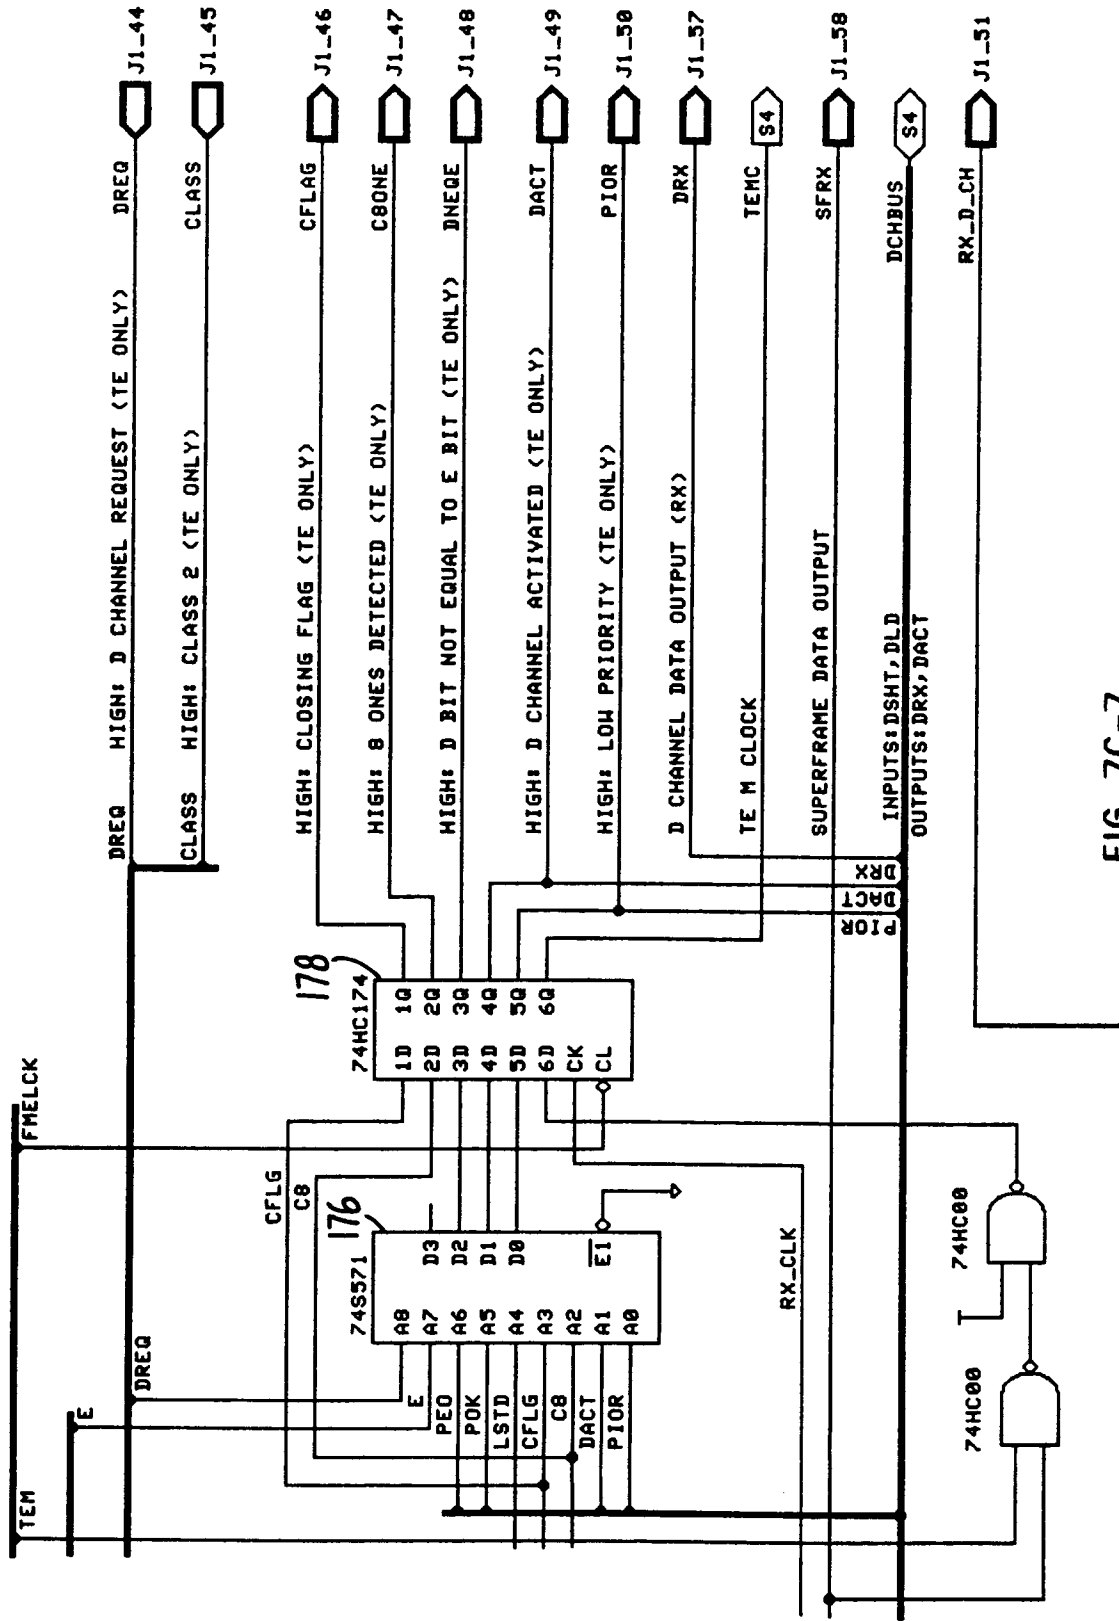 DREQ HIGH: D CHANNEL REQUEST (TE ONLY) DREQ J1_44
CLASS HIGH: CLASS 2 (TE ONLY) CLASS J1_45
HIGH: CLOSING FLAG (TE ONLY) CFLAG J1_46
HIGH: 8 ONES DETECTED (TE ONLY) C8ONE J1_47
HIGH: D BIT NOT EQUAL TO E BIT (TE ONLY) DNEQE J1_48
HIGH: D CHANNEL ACTIVATED (TE ONLY) DACT J1_49
HIGH: LOW PRIORITY (TE ONLY) PIOR J1_50
D CHANNEL DATA OUTPUT (RX) DRX J1_57
TE M CLOCK TEMC S4
SUPERFRAME DATA OUTPUT SFRX J1_58
INPUTS:DSHT,DLD DCHBUS S4
OUTPUTS:DRX,DACT
RX_D_CH J1_51
TEM
FMELCK
E
DREQ
CFLG
C8
176
74S571
A8
A7
A6
A5
A4
A3
A2
A1
A0
D3
D2
D1
D0
E1
E
PEO
POK
LSTD
CFLG
C8
DACT
PIOR
178
74HC174
1D 1Q
2D 2Q
3D 3Q
4D 4Q
5D 5Q
6D 6Q
CK
CL
DRX
DACT
PIOR
RX_CLK
74HC00
74HC00
FIG. 7C-7